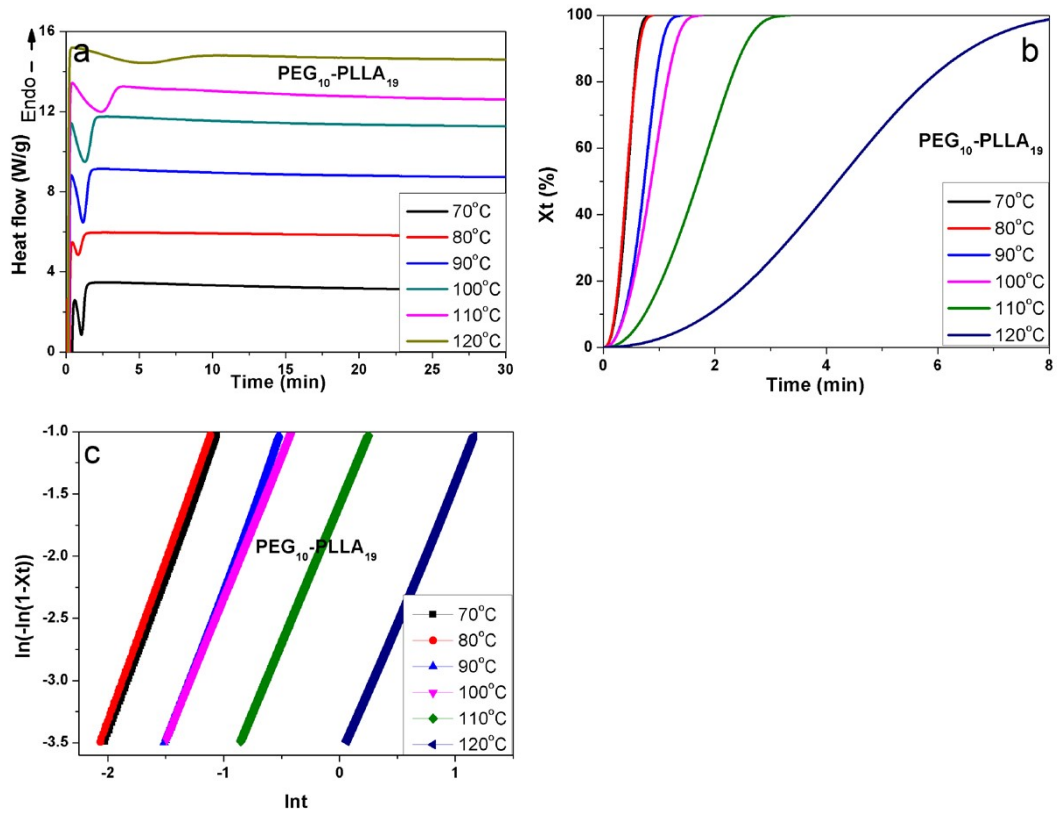 a
PEG₁₀-PLLA₁₉
Endo
Heat flow (W/g)
16
12
8
4
0
0 5 10 15 20 25 30
Time (min)
70°C
80°C
90°C
100°C
110°C
120°C
b
PEG₁₀-PLLA₁₉
Xt (%)
100
80
60
40
20
0
0 2 4 6 8
Time (min)
70°C
80°C
90°C
100°C
110°C
120°C
c
PEG₁₀-PLLA₁₉
ln(-ln(1-Xt))
-1.0
-1.5
-2.0
-2.5
-3.0
-3.5
-2 -1 0 1
lnt
70°C
80°C
90°C
100°C
110°C
120°C